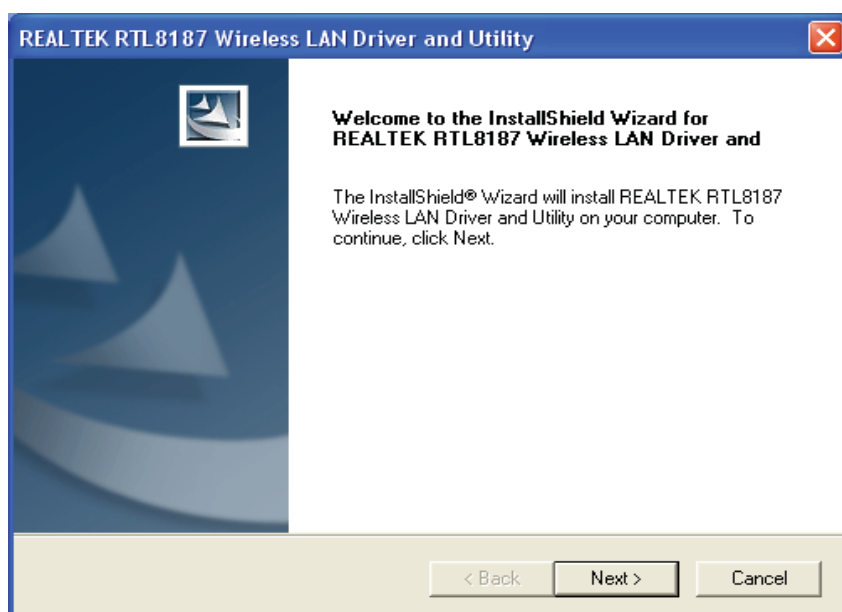 REALTEK RTL8187 Wireless LAN Driver and Utility
Welcome to the InstallShield Wizard for
REALTEK RTL8187 Wireless LAN Driver and
The InstallShield® Wizard will install REALTEK RTL8187
Wireless LAN Driver and Utility on your computer. To
continue, click Next.
< Back
Next >
Cancel